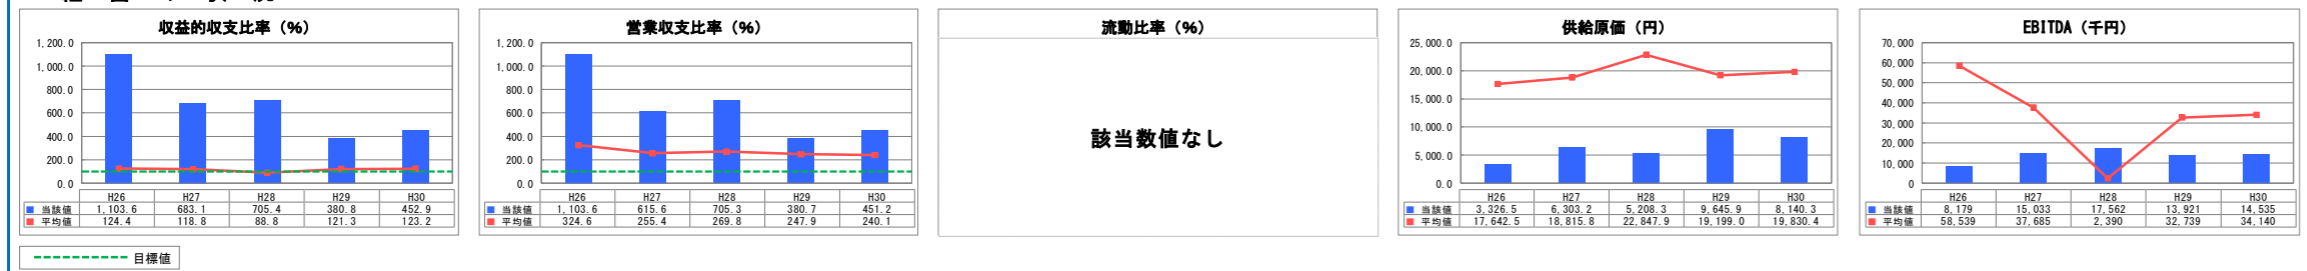 収益的収支比率（%）
1,200.0
1,000.0
800.0
600.0
400.0
200.0
0.0
H26 H27 H28 H29 H30
当該値 1,103.6 683.1 705.4 380.8 452.9
平均値 124.4 118.8 88.8 121.3 123.2
営業収支比率（%）
1,200.0
1,000.0
800.0
600.0
400.0
200.0
0.0
H26 H27 H28 H29 H30
当該値 1,103.6 615.6 705.3 380.7 451.2
平均値 324.6 255.4 269.8 247.9 240.1
流動比率（%）
該当数値なし
供給原価（円）
25,000.0
20,000.0
15,000.0
10,000.0
5,000.0
0.0
H26 H27 H28 H29 H30
当該値 3,326.5 6,303.2 5,208.3 9,645.9 8,140.3
平均値 17,642.5 18,815.8 22,847.9 19,199.0 19,830.4
EBITDA（千円）
70,000
60,000
50,000
40,000
30,000
20,000
10,000
0
H26 H27 H28 H29 H30
当該値 8,179 15,033 17,562 13,921 14,535
平均値 58,539 37,685 2,390 32,739 34,140
目標値